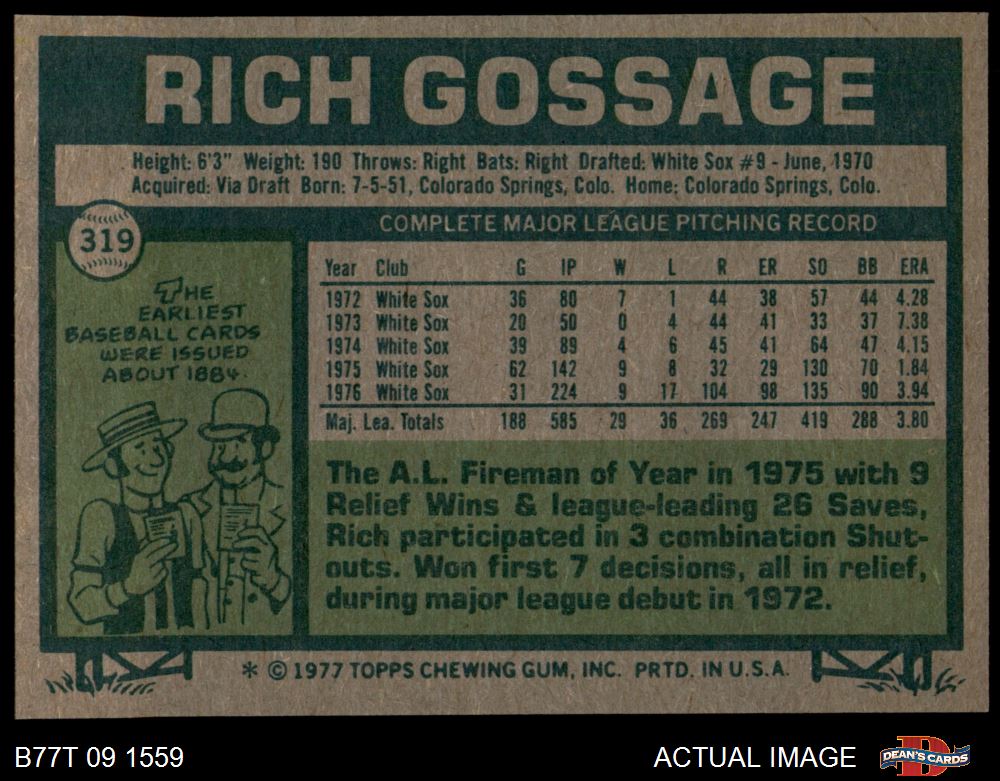 RICH GOSSAGE
Height: 6'3" Weight: 190 Throws: Right Bats: Right Drafted: White Sox #9 - June, 1970
Acquired: Via Draft Born: 7-5-51, Colorado Springs, Colo. Home: Colorado Springs, Colo.
319
COMPLETE MAJOR LEAGUE PITCHING RECORD
THE
EARLIEST
BASEBALL CARDS
WERE ISSUED
ABOUT 1884.
Year Club G IP W L R ER SO BB ERA
1972 White Sox 36 80 7 1 44 38 57 44 4.28
1973 White Sox 20 50 0 4 44 41 33 37 7.38
1974 White Sox 39 89 4 6 45 41 64 47 4.15
1975 White Sox 62 142 9 8 32 29 130 70 1.84
1976 White Sox 31 224 9 17 104 98 135 90 3.94
Maj. Lea. Totals 188 585 29 36 269 247 419 288 3.80
The A.L. Fireman of Year in 1975 with 9
Relief Wins & league-leading 26 Saves,
Rich participated in 3 combination Shut-
outs. Won first 7 decisions, all in relief,
during major league debut in 1972.
* © 1977 TOPPS CHEWING GUM, INC. PRTD. IN U.S.A.
B77T 09 1559
ACTUAL IMAGE
D
DEAN'S CARDS